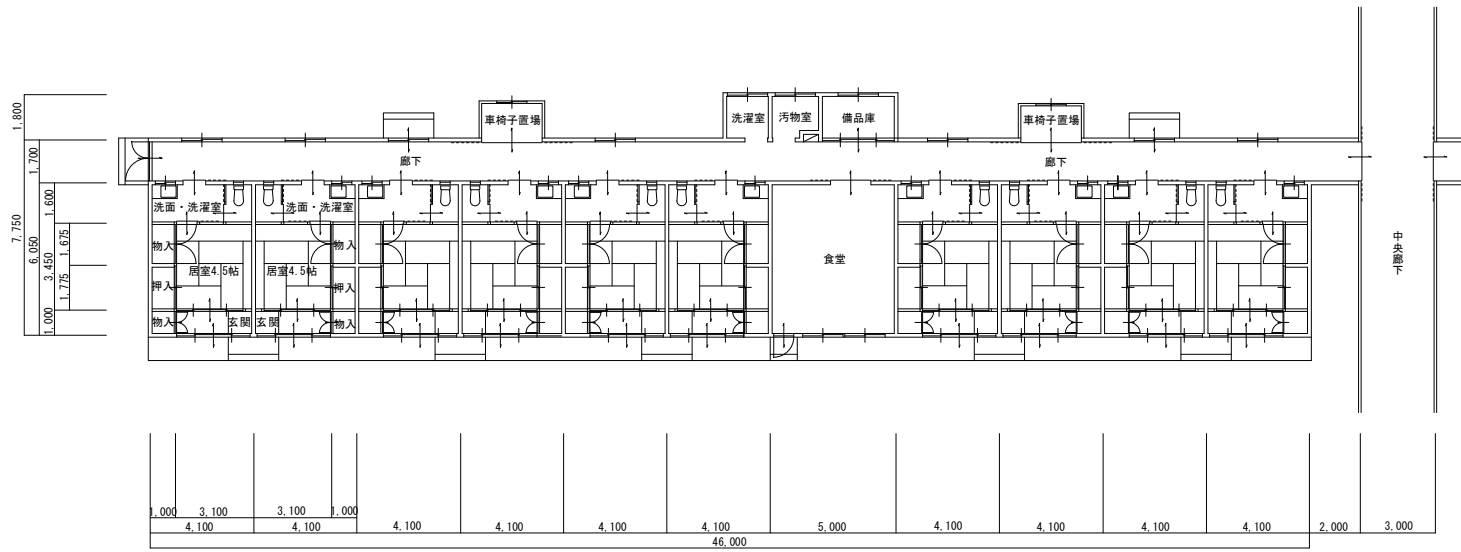 車椅子置場
洗濯室
汚物室
備品庫
車椅子置場
廊下
廊下
洗面・洗濯室
洗面・洗濯室
物入
物入
居室4.5帖
居室4.5帖
押入
押入
物入
玄関
玄関
物入
食堂
中央廊下
1,800
1,700
7,750
1,600
6,050
3,450
1,675
1,775
1,000
1,000
3,100
3,100
1,000
4,100
4,100
4,100
4,100
4,100
4,100
5,000
4,100
4,100
4,100
4,100
2,000
3,000
46,000